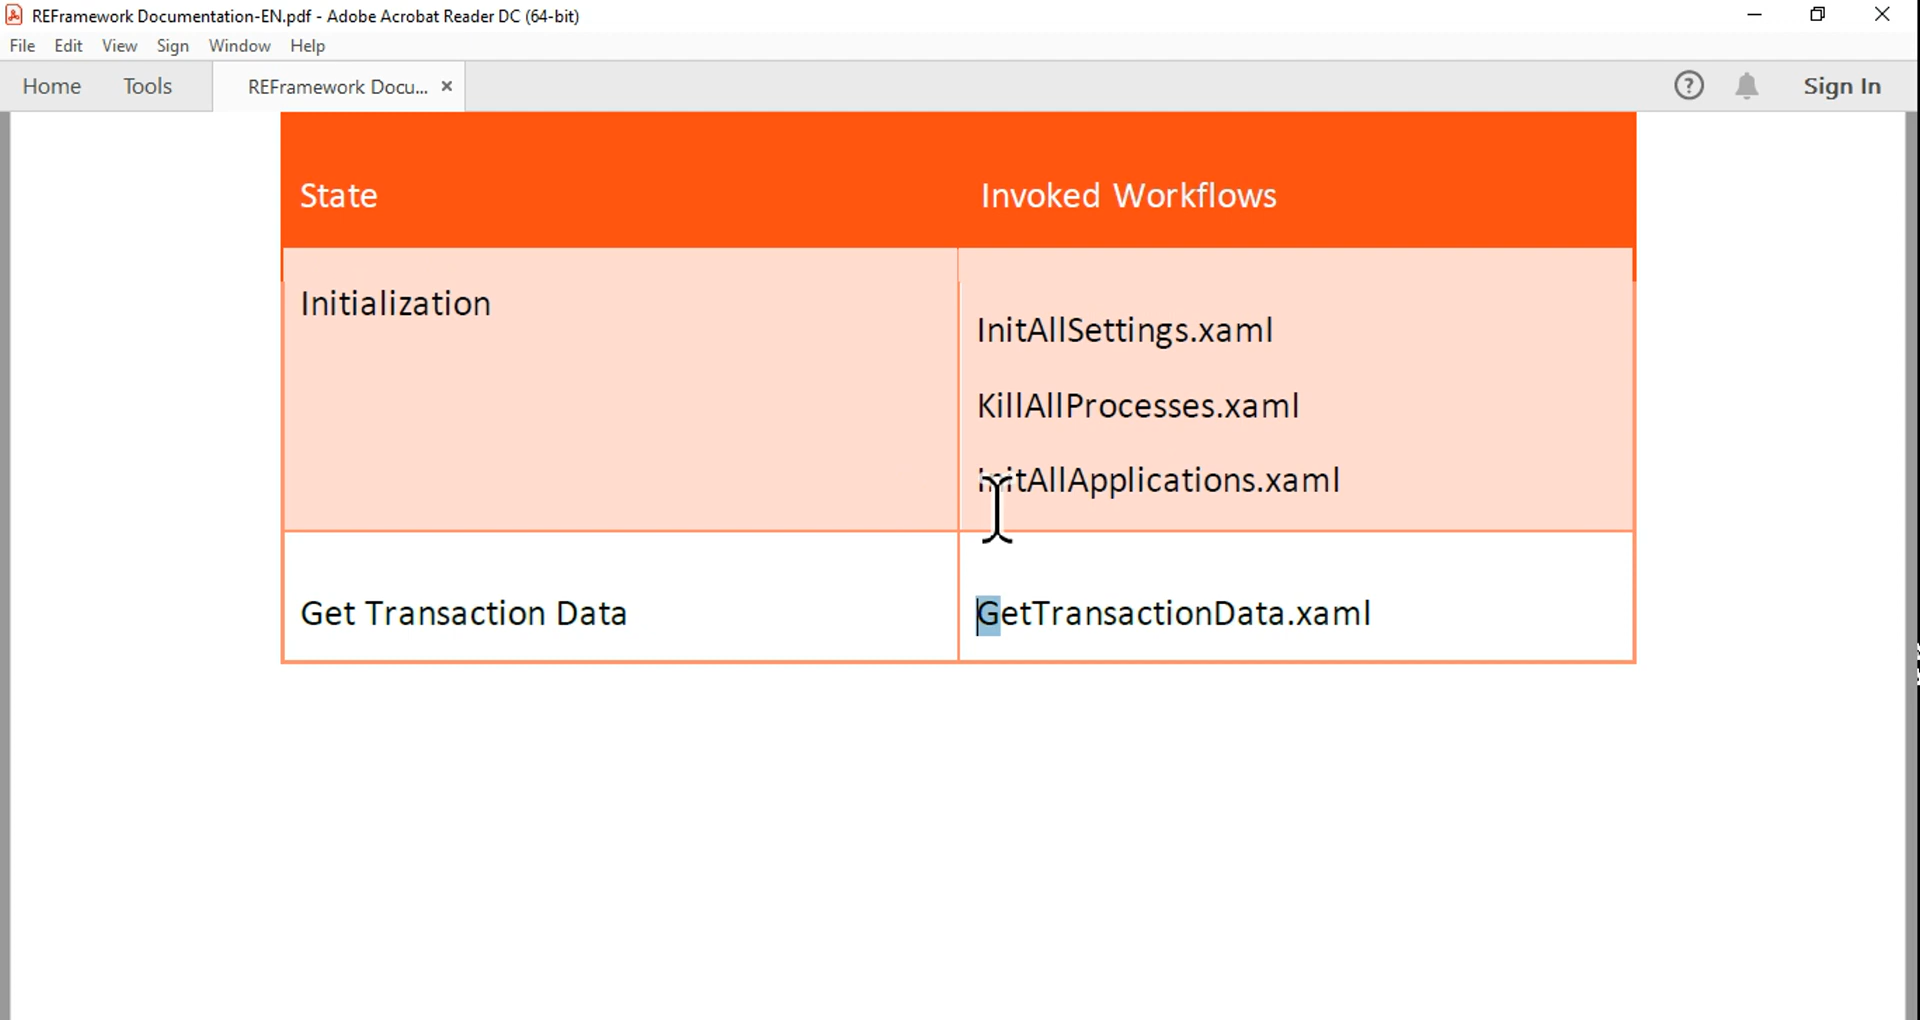 REFramework Documentation-EN.pdf - Adobe Acrobat Reader DC (64-bit)
File Edit View Sign Window Help
Home Tools REFramework Docu... × ? Sign In
State Invoked Workflows
Initialization
InitAllSettings.xaml
KillAllProcesses.xaml
InitAllApplications.xaml
Get Transaction Data GetTransactionData.xaml